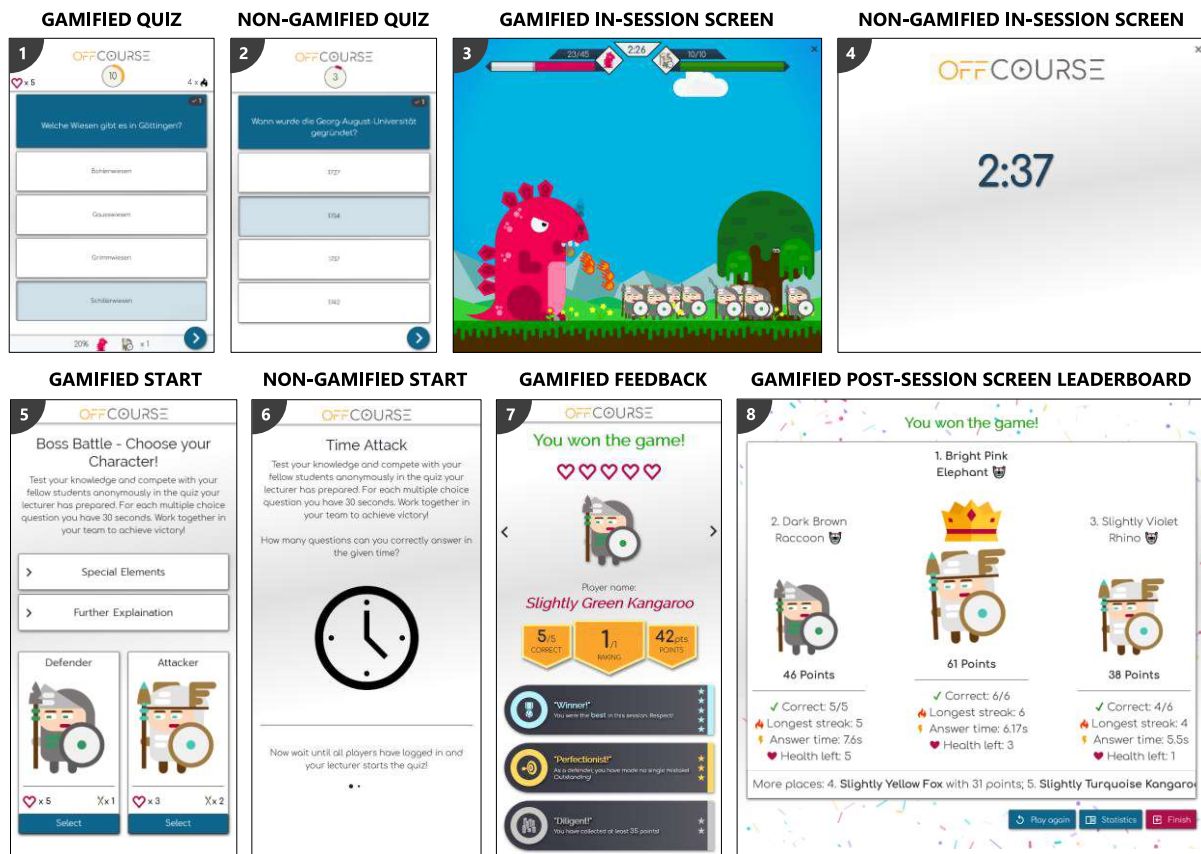 GAMIFIED QUIZ
NON-GAMIFIED QUIZ
GAMIFIED IN-SESSION SCREEN
NON-GAMIFIED IN-SESSION SCREEN
1
OFFCOURSE
10
x 5
4 x
1
Welche Wiesen gibt es in Göttingen?
Bohlerwiesen
Gausswiesen
Grimmwiesen
Schillerwiesen
20%
x 1
2
OFFCOURSE
3
1
Wann wurde die Georg-August-Universität
gegründet?
1727
1734
1737
1742
3
23/45
2:26
10/10
x
4
x
OFFCOURSE
2:37
GAMIFIED START
NON-GAMIFIED START
GAMIFIED FEEDBACK
GAMIFIED POST-SESSION SCREEN LEADERBOARD
5
OFFCOURSE
Boss Battle - Choose your
Character!
Test your knowledge and compete with your
fellow students anonymously in the quiz your
lecturer has prepared. For each multiple choice
question you have 30 seconds. Work together in
your team to achieve victory!
Special Elements
Further Explaination
Defender
Attacker
x 5
x 1
x 3
x 2
Select
Select
6
OFFCOURSE
Time Attack
Test your knowledge and compete with your
fellow students anonymously in the quiz your
lecturer has prepared. For each multiple choice
question you have 30 seconds. Work together in
your team to achieve victory!
How many questions can you correctly answer in
the given time?
Now wait until all players have logged in and
your lecturer starts the quiz!
7
OFFCOURSE
You won the game!
Player name:
Slightly Green Kangaroo
5/5
CORRECT
1/1
RAKING
42pts
POINTS
"Winner!"
You were the best in this session. Respect!
"Perfectionist!"
As a defender, you have made no single mistake!
Outstanding!
"Diligent!"
You have collected at least 35 points!
8
You won the game!
1. Bright Pink
Elephant
2. Dark Brown
Raccoon
3. Slightly Violet
Rhino
46 Points
Correct: 5/5
Longest streak: 5
Answer time: 7.6s
Health left: 5
61 Points
Correct: 6/6
Longest streak: 6
Answer time: 6.17s
Health left: 3
38 Points
Correct: 4/6
Longest streak: 4
Answer time: 5.5s
Health left: 1
More places: 4. Slightly Yellow Fox with 31 points; 5. Slightly Turquoise Kangaroo
Play again
Statistics
Finish